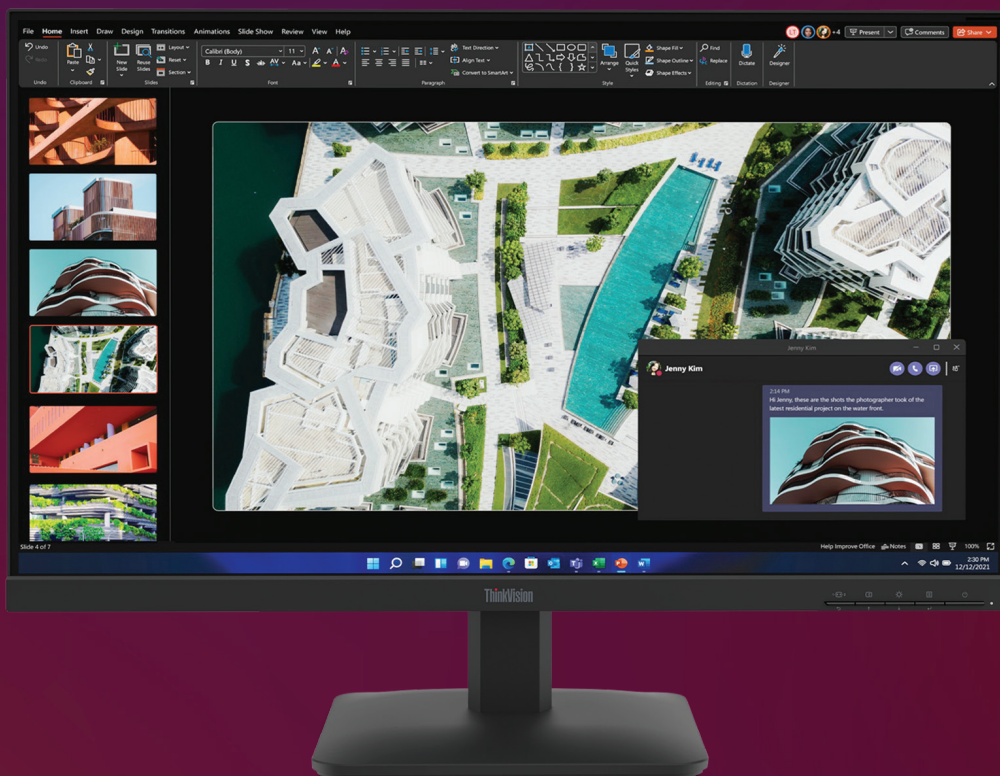 File Home Insert Draw Design Transitions Animations Slide Show Review View Help
+4 Present Comments Share
Undo
Paste
New Slide
Reuse Slides
Layout
Reset
Section
Calibri (Body) 11
B I U S ab AV Aa A
Text Direction
Align Text
Convert to SmartArt
Arrange
Quick Styles
Shape Fill
Shape Outline
Shape Effects
Find
Replace
Dictate
Designer
Undo Clipboard Slides Font Paragraph Style Editing Dictation Designer
Jenny Kim
Jenny Kim
2:14 PM
Hi Jenny, these are the shots the photographer took of the
latest residential project on the water front.
Slide 4 of 7
Help Improve Office Notes 100%
2:30 PM
12/12/2021
ThinkVision